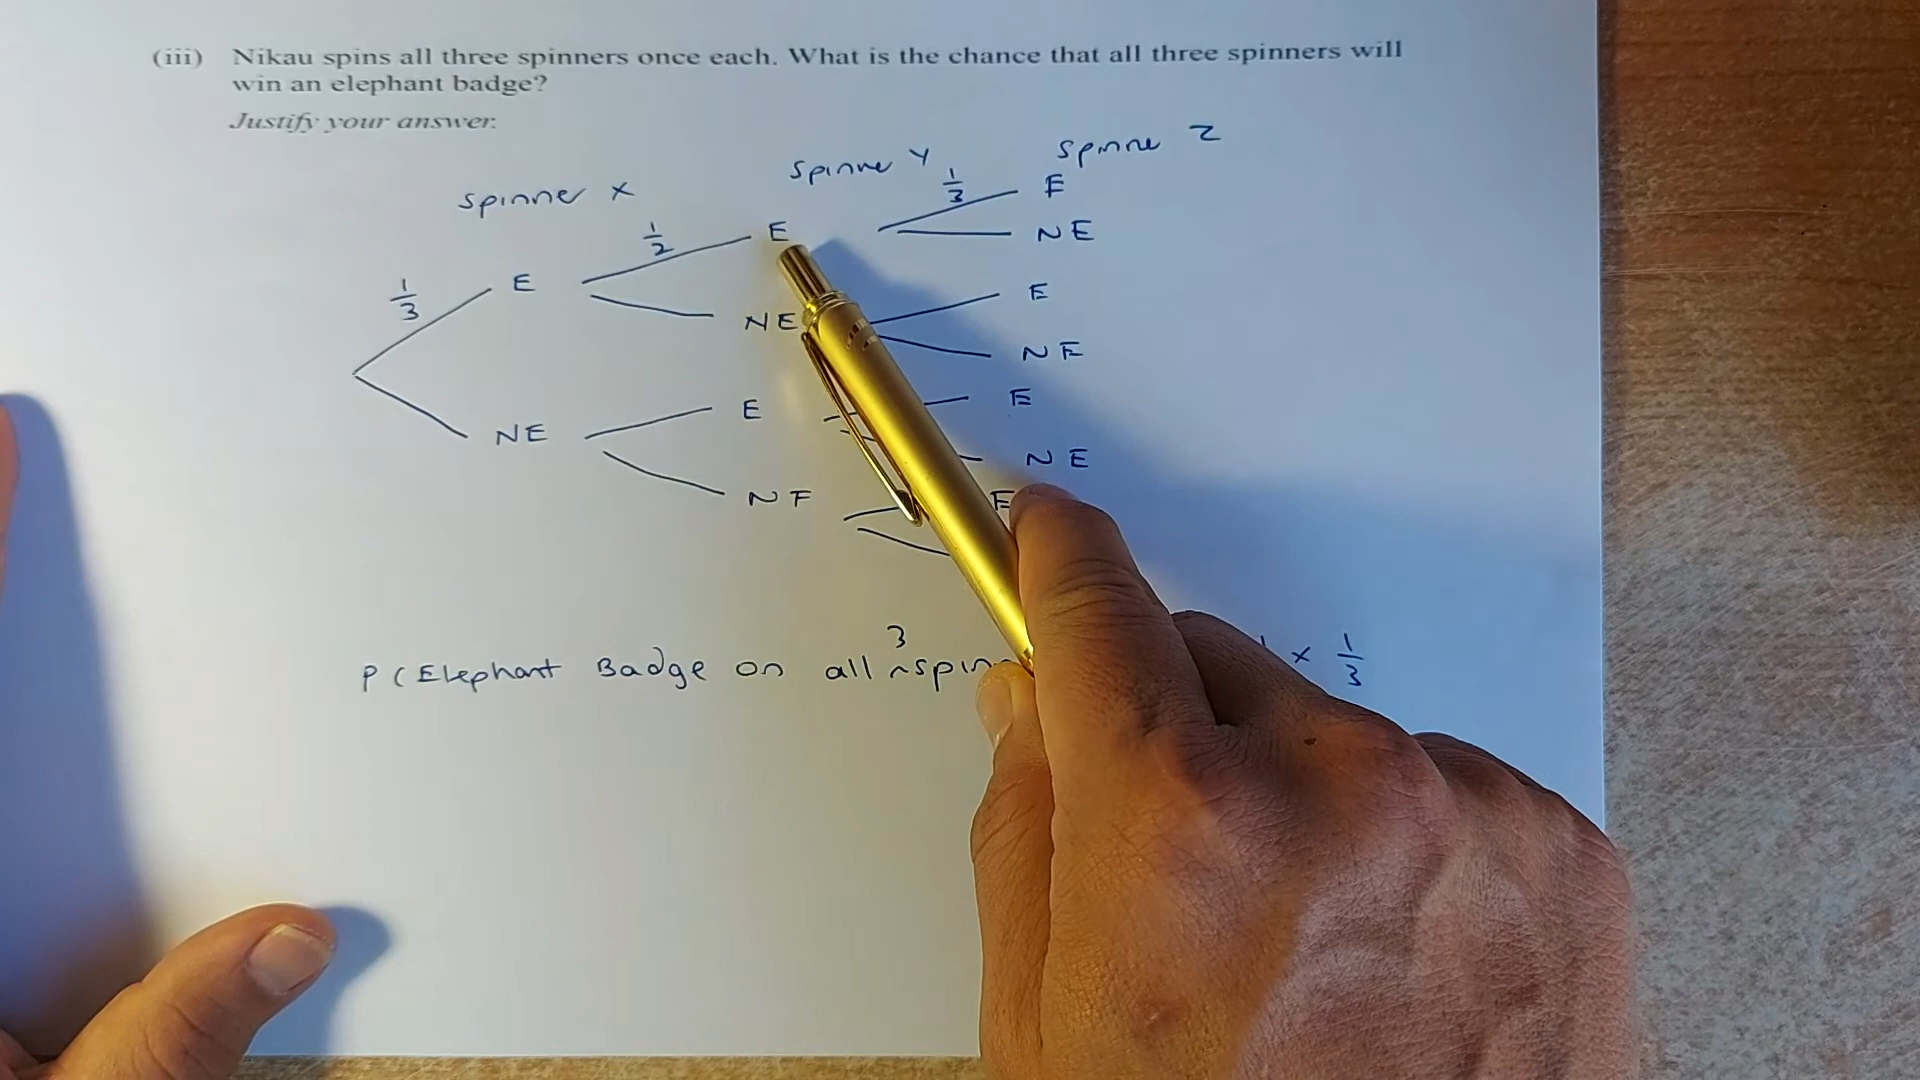 (iii) Nikau spins all three spinners once each. What is the chance that all three spinners will
win an elephant badge?
Justify your answer.
Spinner X
Spinner Y
Spinner Z
1/3
E
NE
1/2
E
NE
E
NE
1/3
E
NE
E
NE
E
NE
E
P(Elephant Badge on all 3
× 1/3